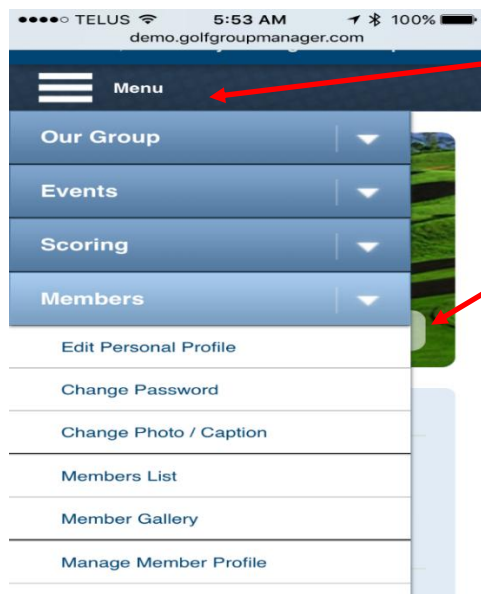 ●●●●○ TELUS 5:53 AM 100%
demo.golfgroupmanager.com
Menu
Our Group
Events
Scoring
Members
Edit Personal Profile
Change Password
Change Photo / Caption
Members List
Member Gallery
Manage Member Profile